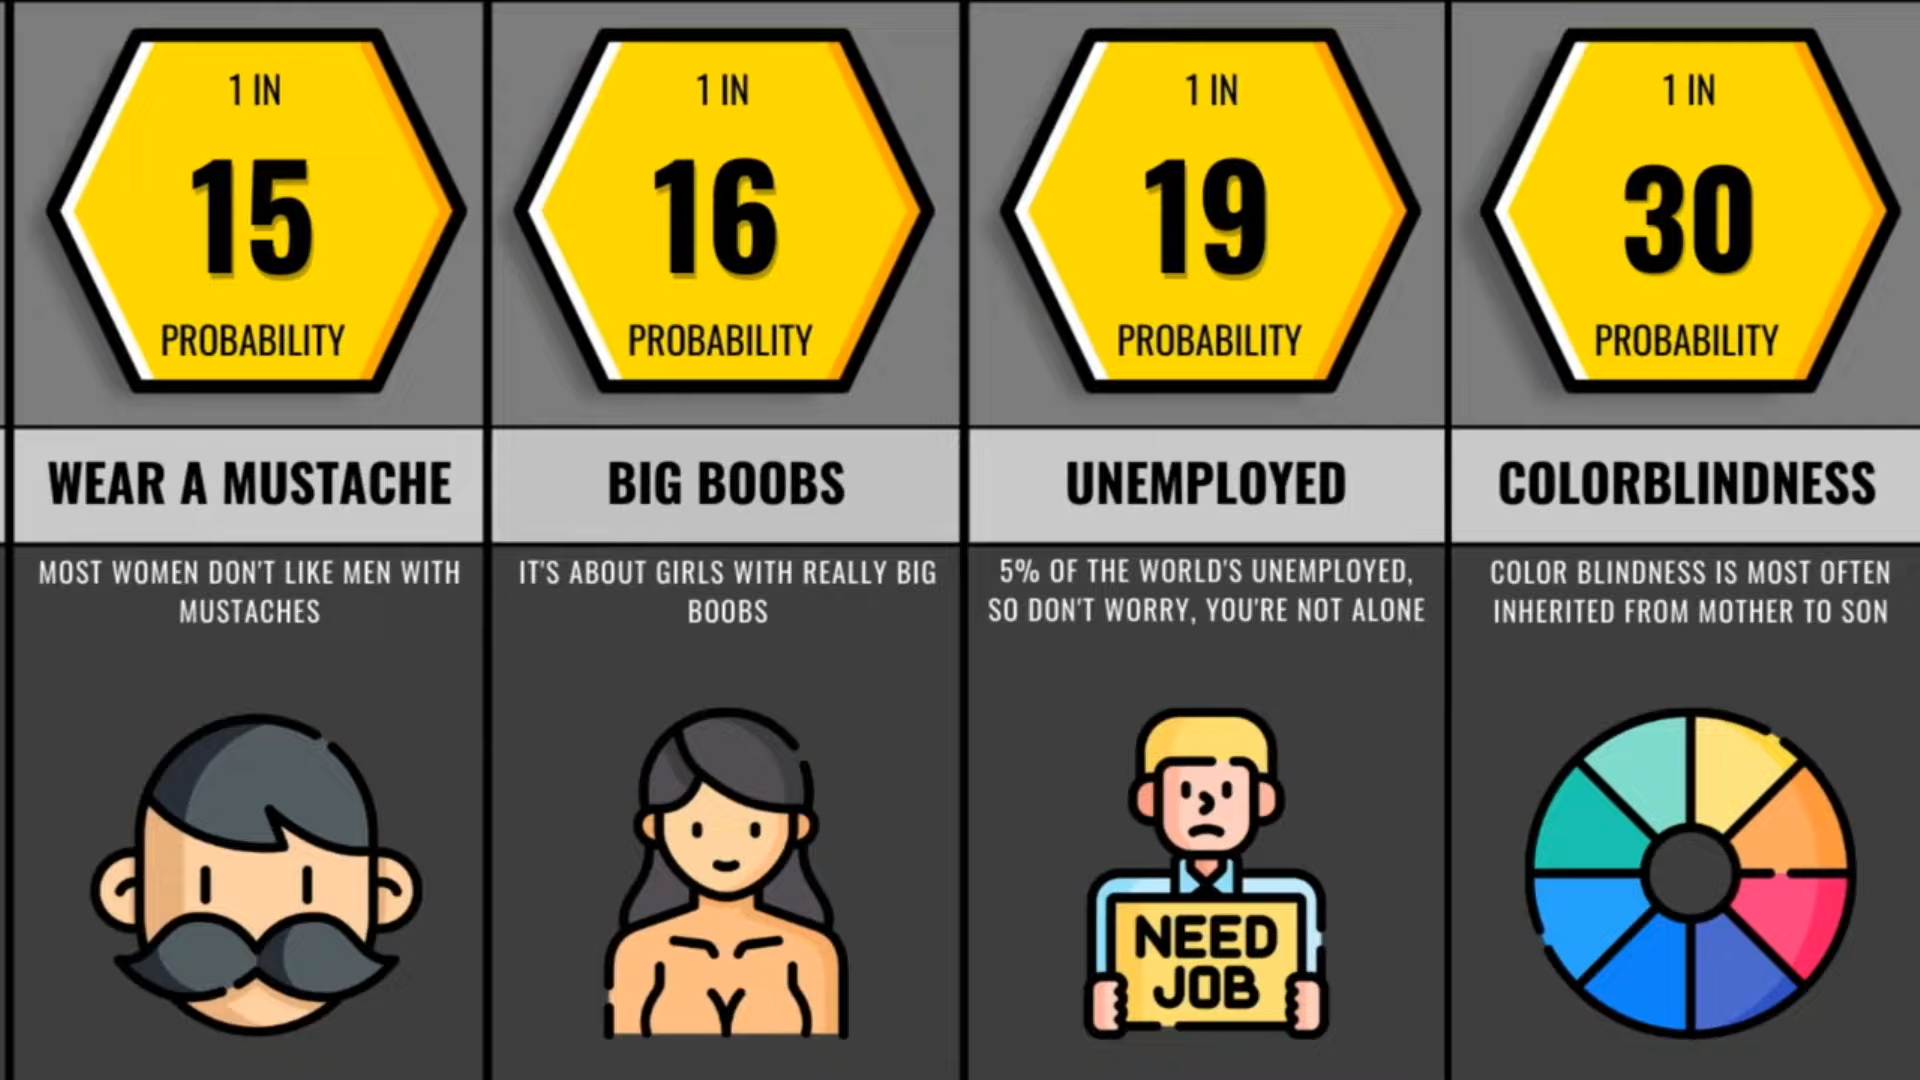 1 IN
15
PROBABILITY
WEAR A MUSTACHE
MOST WOMEN DON'T LIKE MEN WITH
MUSTACHES
1 IN
16
PROBABILITY
BIG BOOBS
IT'S ABOUT GIRLS WITH REALLY BIG
BOOBS
1 IN
19
PROBABILITY
UNEMPLOYED
5% OF THE WORLD'S UNEMPLOYED,
SO DON'T WORRY, YOU'RE NOT ALONE
NEED
JOB
1 IN
30
PROBABILITY
COLORBLINDNESS
COLOR BLINDNESS IS MOST OFTEN
INHERITED FROM MOTHER TO SON